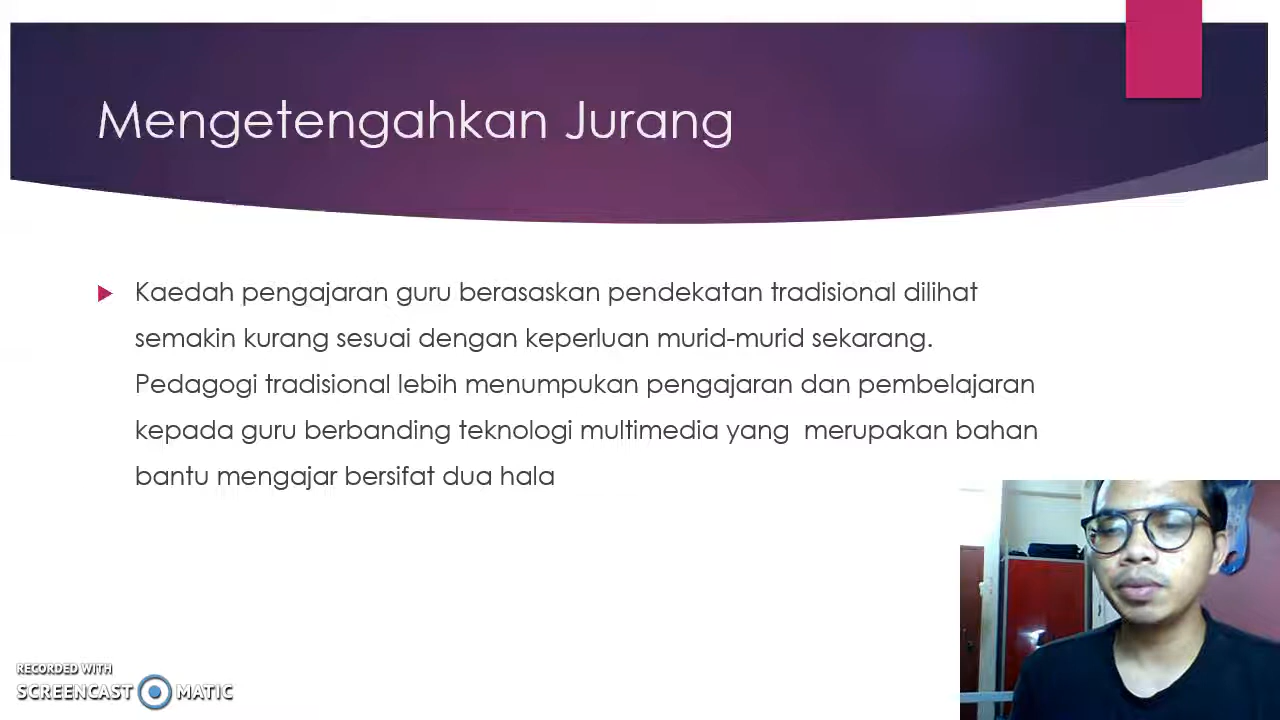 Mengetengahkan Jurang
Kaedah pengajaran guru berasaskan pendekatan tradisional dilihat
semakin kurang sesuai dengan keperluan murid-murid sekarang.
Pedagogi tradisional lebih menumpukan pengajaran dan pembelajaran
kepada guru berbanding teknologi multimedia yang merupakan bahan
bantu mengajar bersifat dua hala
RECORDED WITH
SCREENCAST MATIC